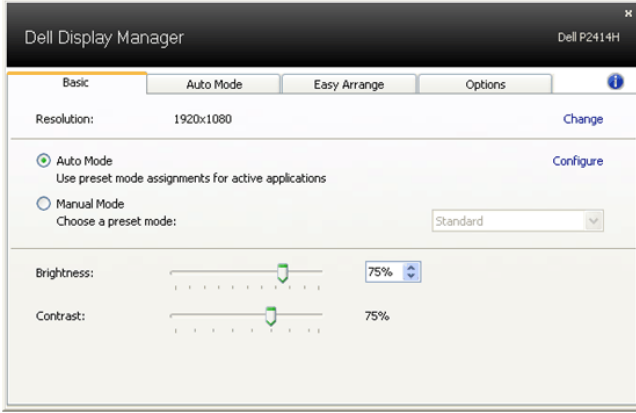 Dell Display Manager
Dell P2414H
Basic
Auto Mode
Easy Arrange
Options
Resolution: 1920x1080 Change
Auto Mode Configure
Use preset mode assignments for active applications
Manual Mode
Choose a preset mode: Standard
Brightness: 75%
Contrast: 75%